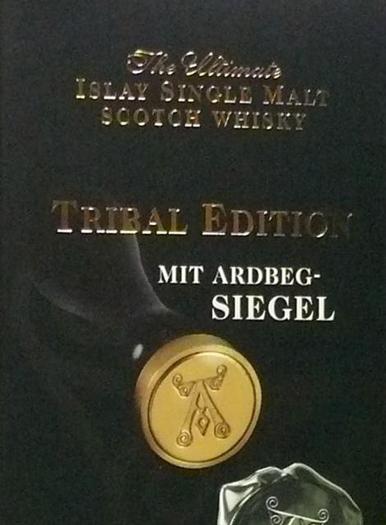 The Ultimate
ISLAY SINGLE MALT
SCOTCH WHISKY
TRIBAL EDITION
MIT ARDBEG-
SIEGEL